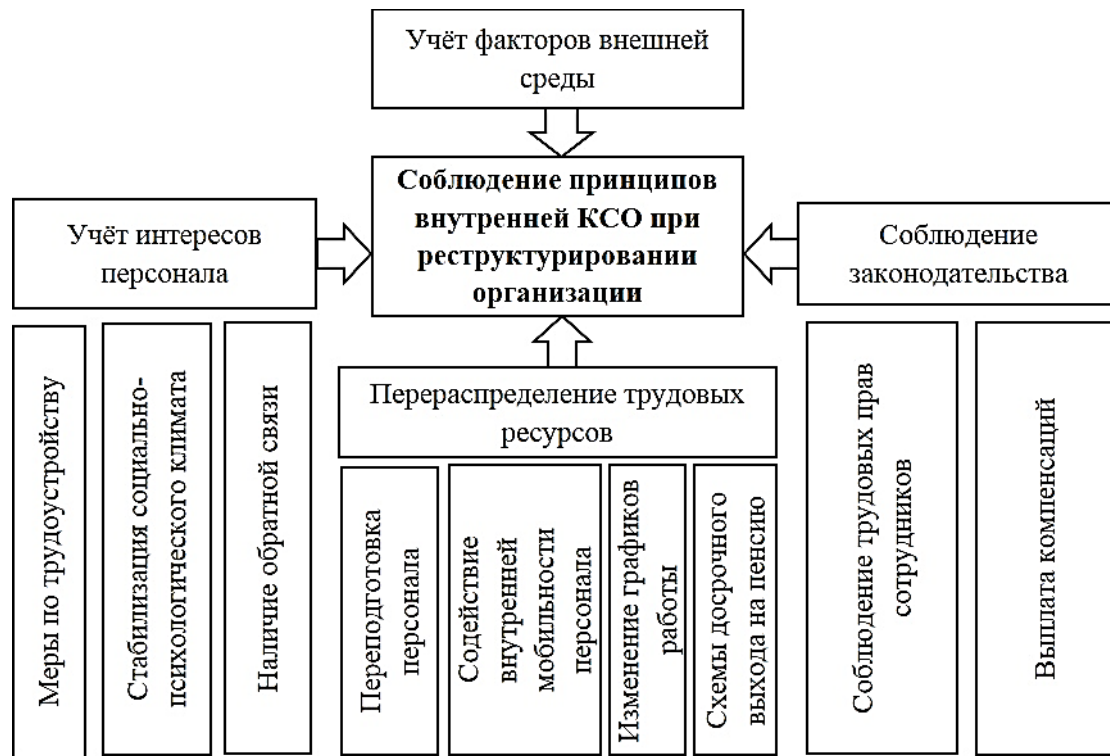 Учёт факторов внешней
среды
Соблюдение принципов
внутренней КСО при
реструктурировании
организации
Учёт интересов
персонала
Соблюдение
законодательства
Перераспределение трудовых
ресурсов
Меры по трудоустройству
Стабилизация социально-
психологического климата
Наличие обратной связи
Переподготовка
персонала
Содействие
внутренней
мобильности
персонала
Изменение графиков
работы
Схемы досрочного
выхода на пенсию
Соблюдение трудовых прав
сотрудников
Выплата компенсаций